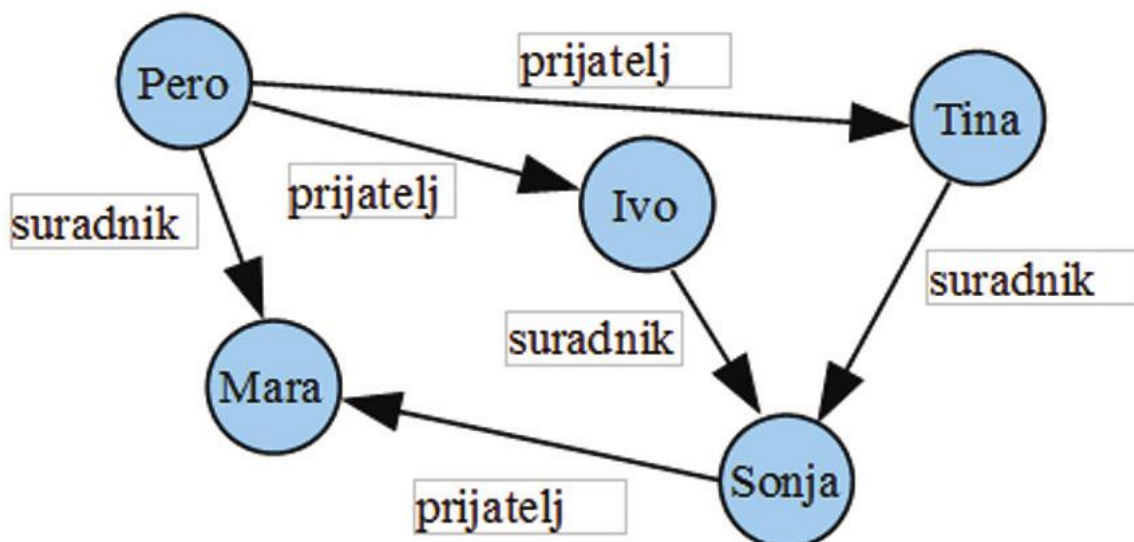 Pero
prijatelj
Tina
prijatelj
Ivo
suradnik
suradnik
suradnik
Mara
Sonja
prijatelj